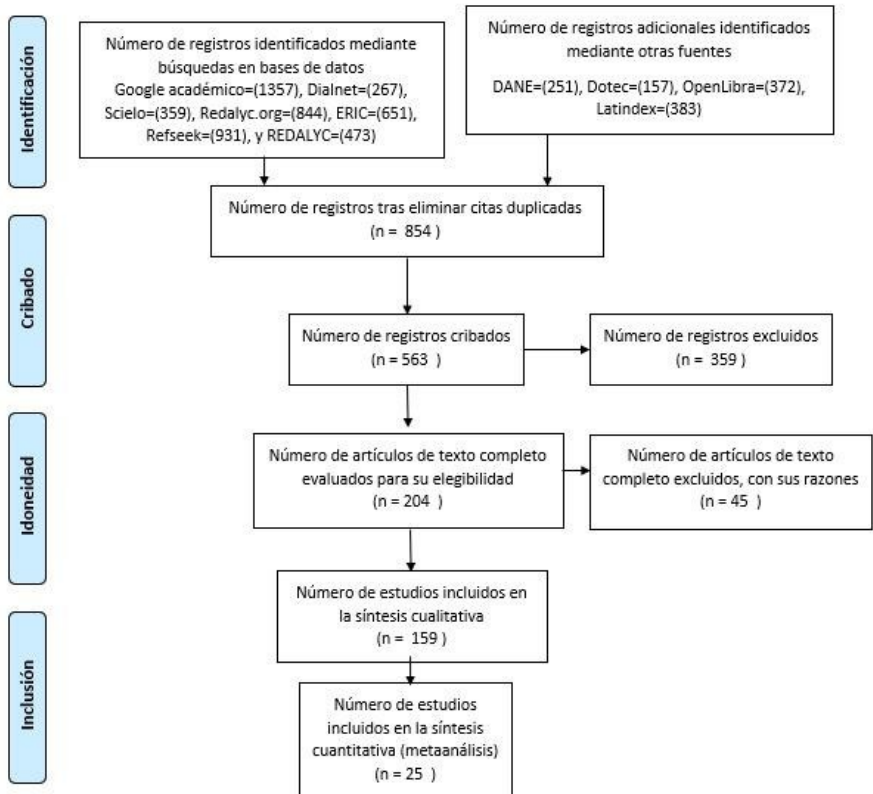 Identificación
Número de registros identificados mediante
búsquedas en bases de datos
Google académico=(1357), Dialnet=(267),
Scielo=(359), Redalyc.org=(844), ERIC=(651),
Refseek=(931), y REDALYC=(473)
Número de registros adicionales identificados
mediante otras fuentes
DANE=(251), Dotec=(157), OpenLibra=(372),
Latindex=(383)
Cribado
Número de registros tras eliminar citas duplicadas
(n = 854 )
Número de registros cribados
(n = 563 )
Número de registros excluidos
(n = 359 )
Idoneidad
Número de artículos de texto completo
evaluados para su elegibilidad
(n = 204 )
Número de artículos de texto
completo excluidos, con sus razones
(n = 45 )
Inclusión
Número de estudios incluidos en
la síntesis cualitativa
(n = 159 )
Número de estudios
incluidos en la síntesis
cuantitativa (metaanálisis)
(n = 25 )